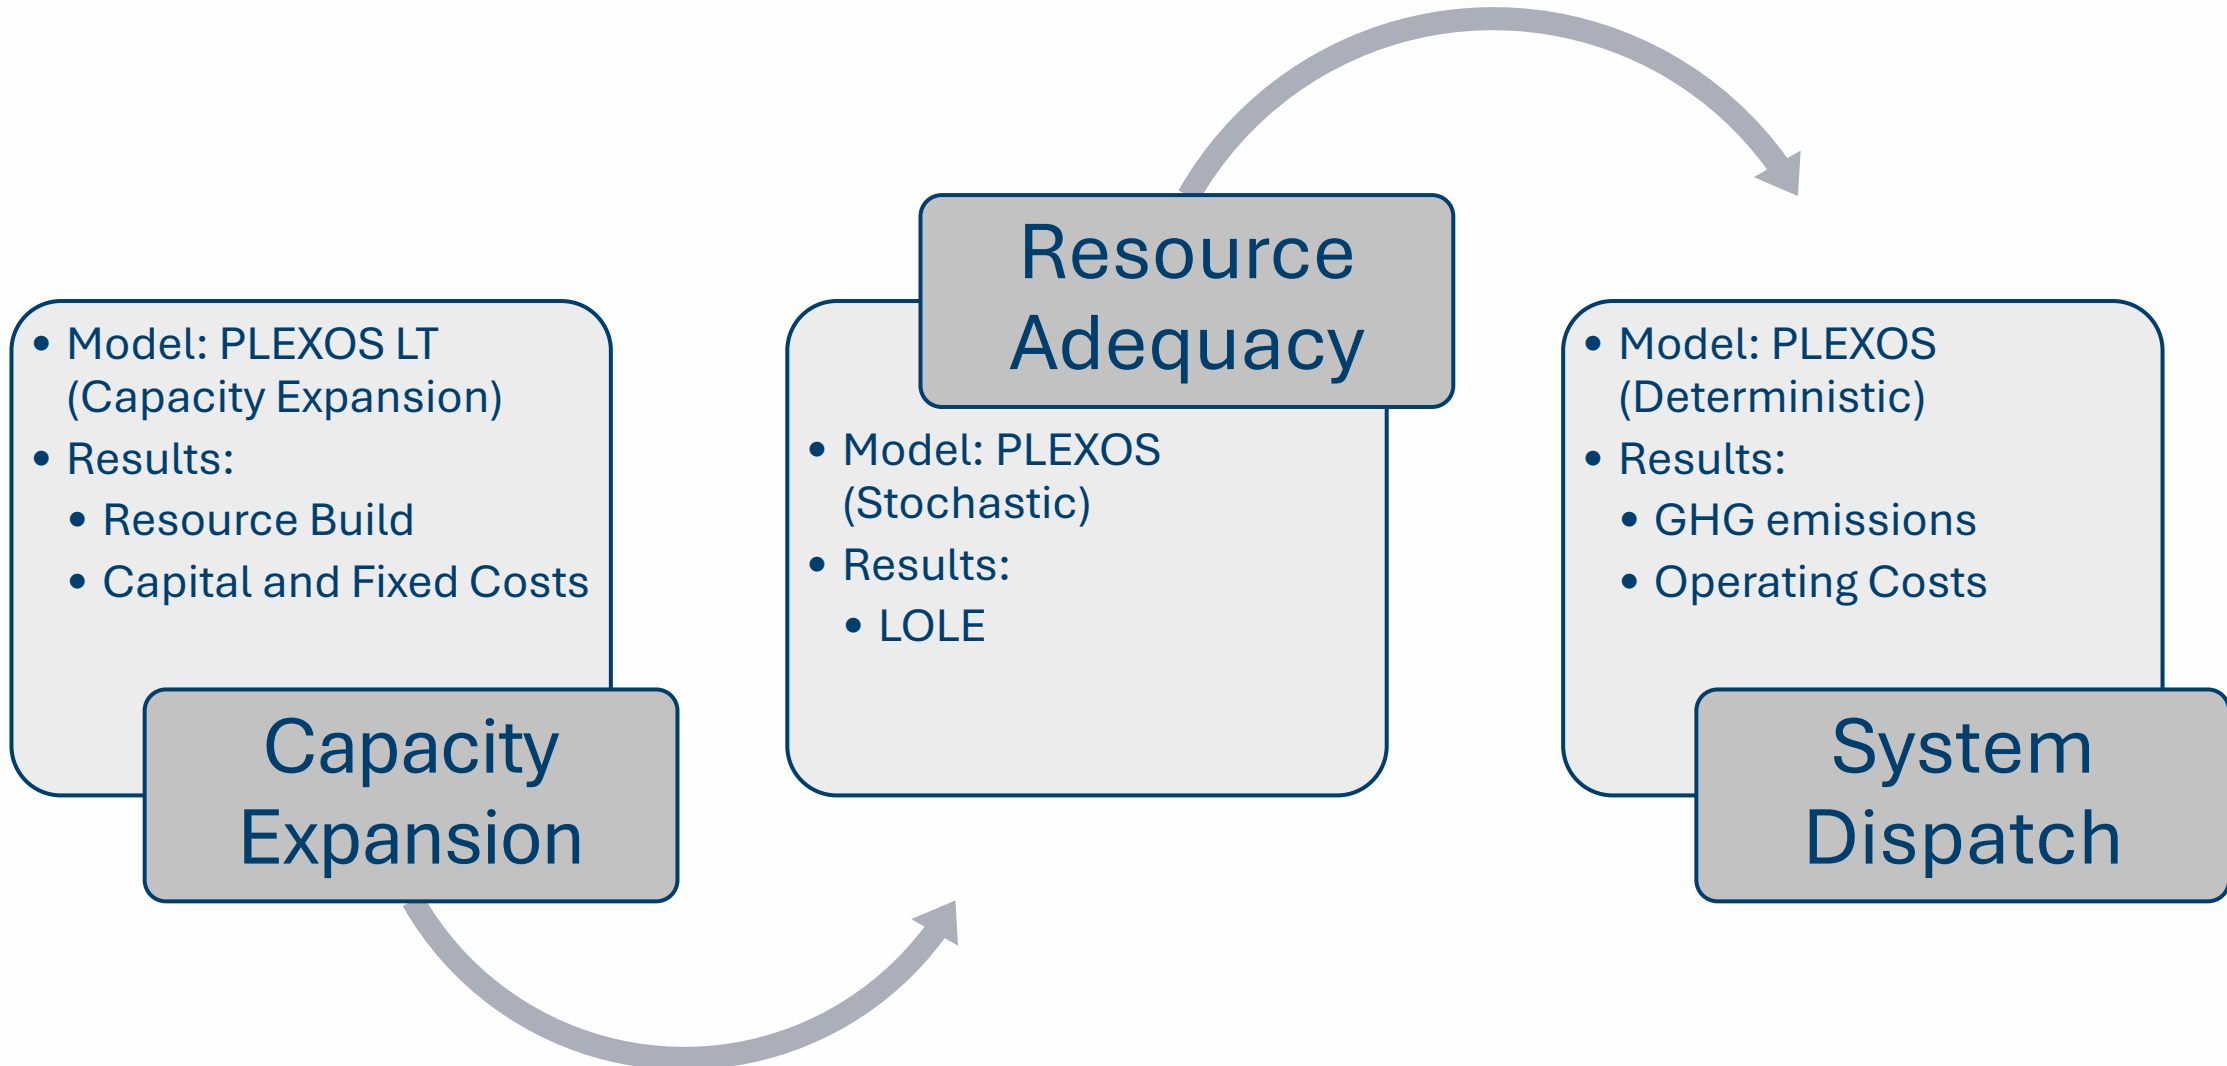 • Model: PLEXOS LT
(Capacity Expansion)
• Results:
• Resource Build
• Capital and Fixed Costs
Capacity
Expansion
Resource
Adequacy
• Model: PLEXOS
(Stochastic)
• Results:
• LOLE
• Model: PLEXOS
(Deterministic)
• Results:
• GHG emissions
• Operating Costs
System
Dispatch